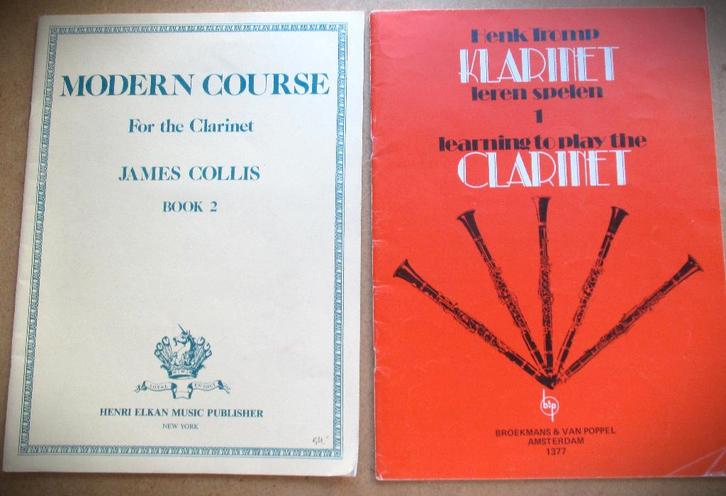 MODERN COURSE
For the Clarinet
JAMES COLLIS
BOOK 2
HENRI ELKAN MUSIC PUBLISHER
NEW YORK
Henk Tromp
KLARINET
leren spelen
1
learning to play the
CLARINET
btp
BROEKMANS & VAN POPPEL
AMSTERDAM
1377